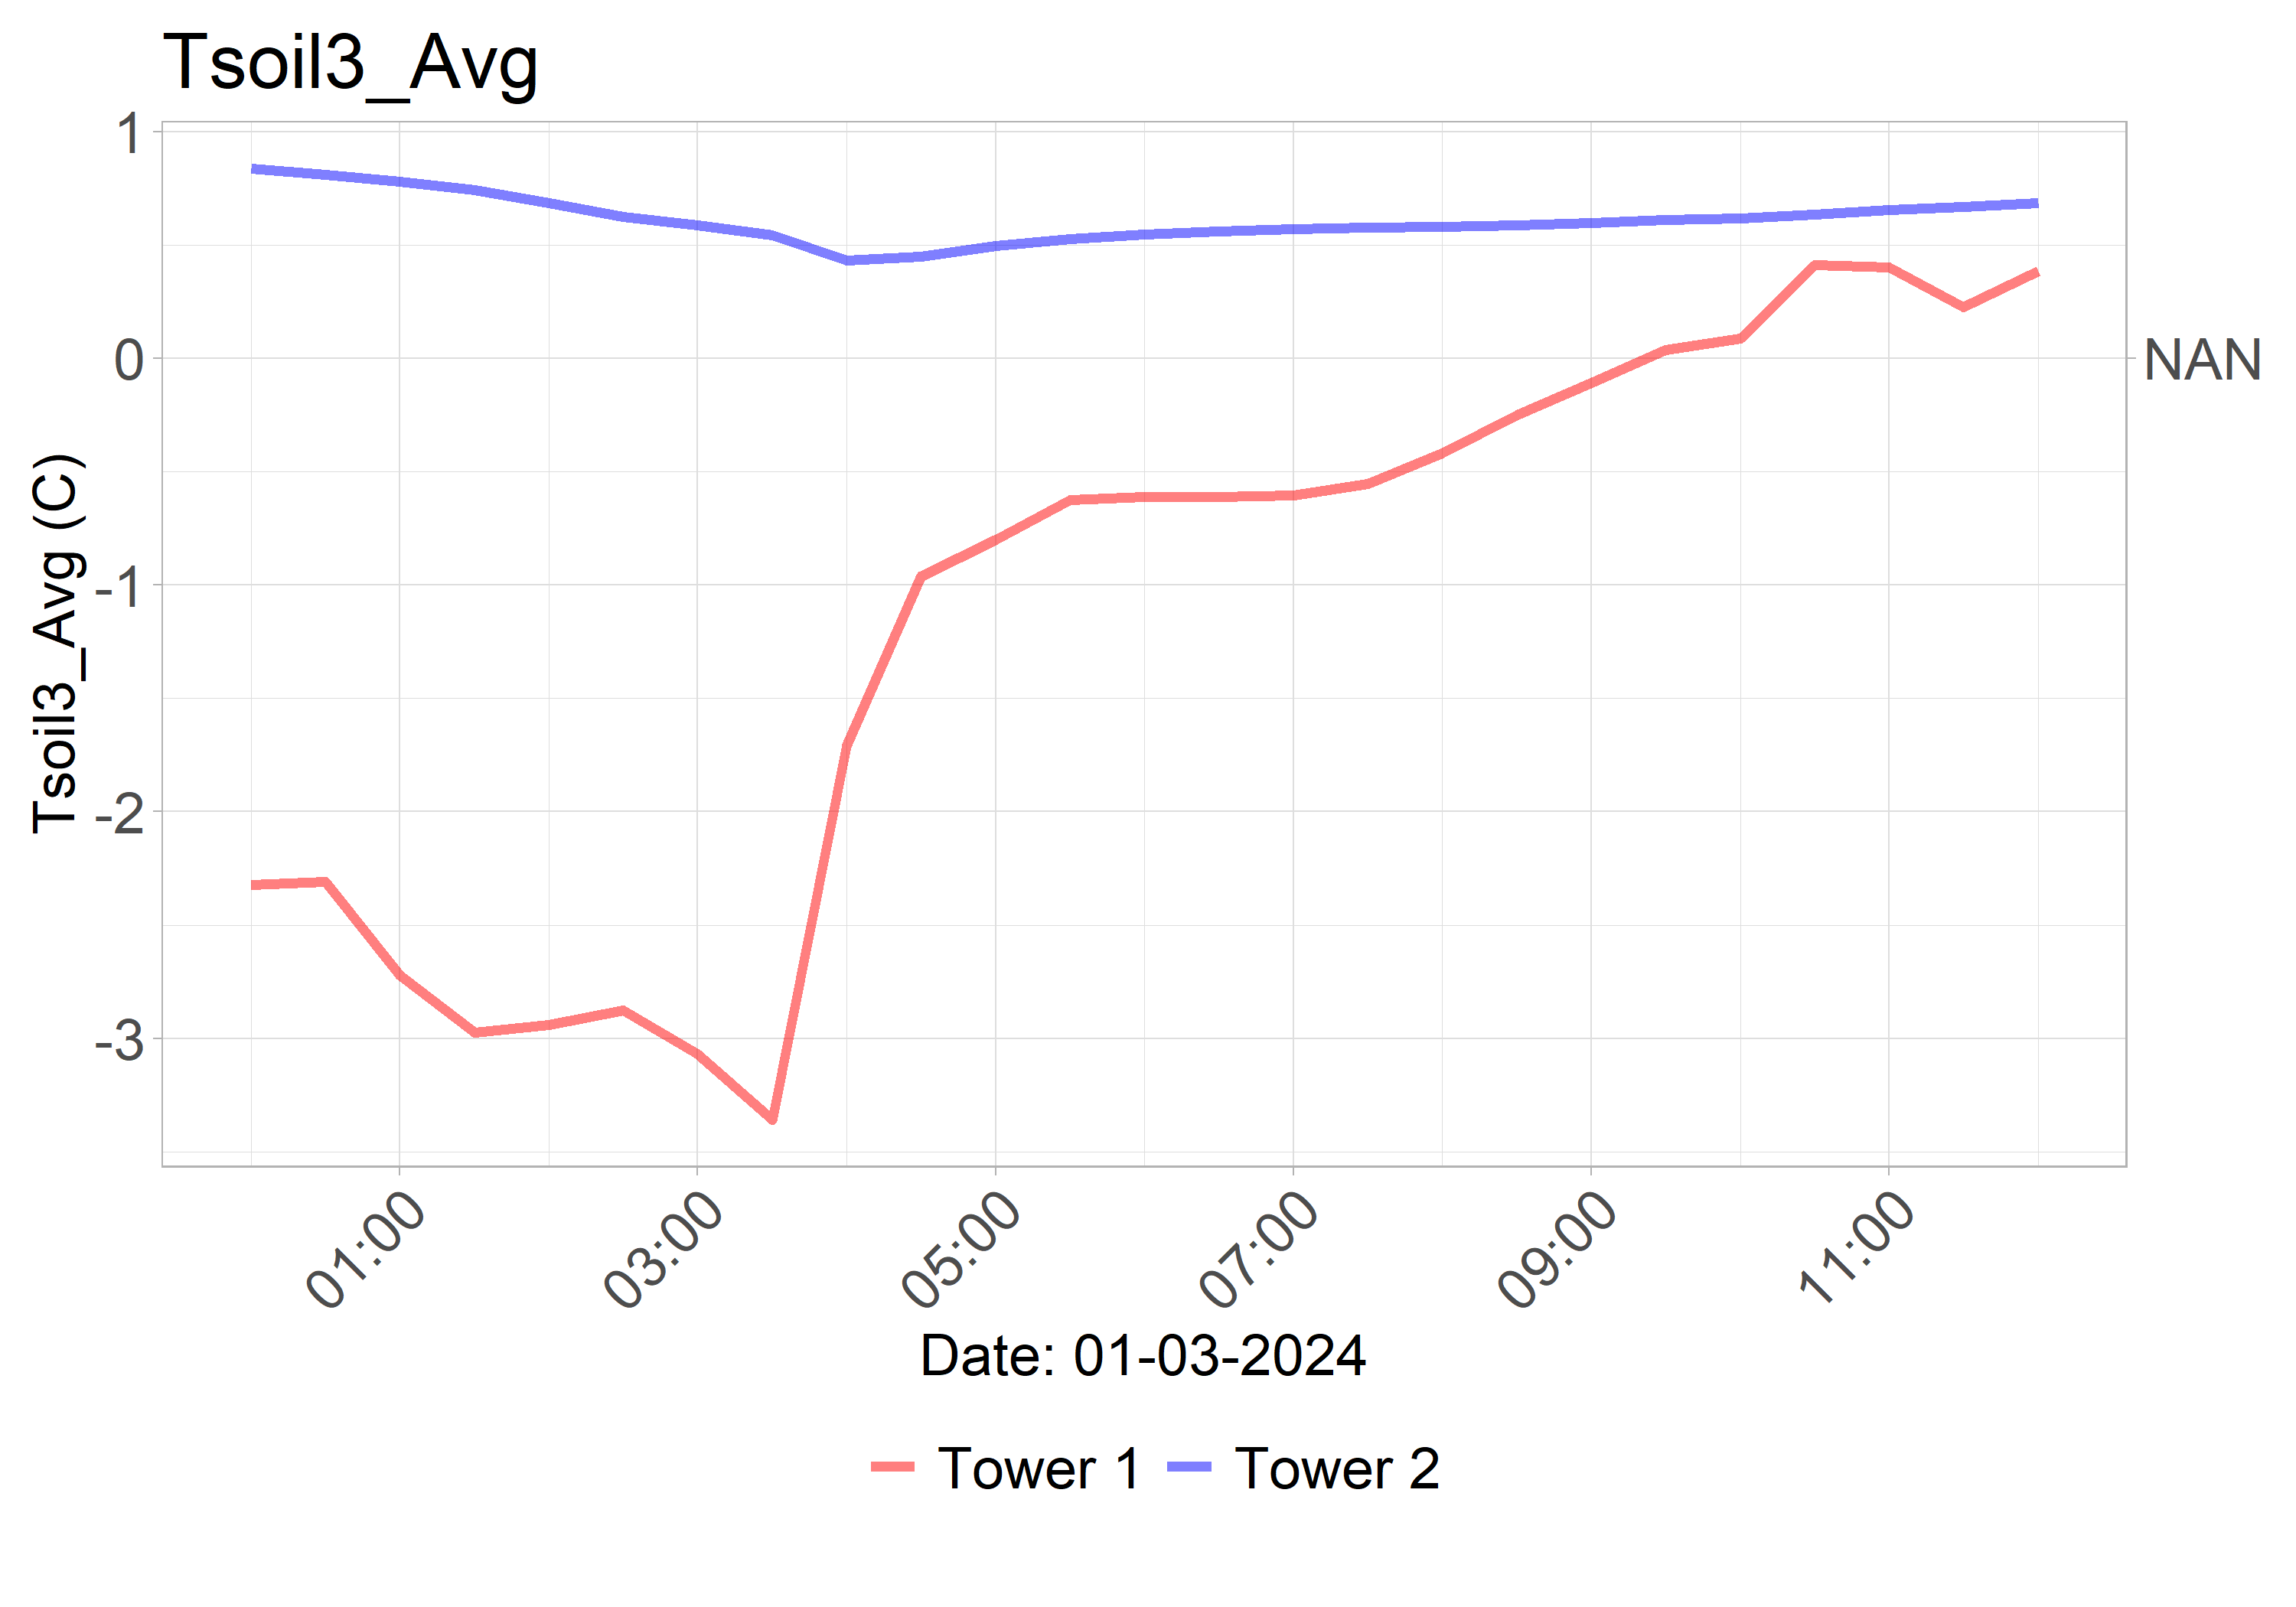 Tsoil3_Avg
Tsoil3_Avg (C)
1
0
-1
-2
-3
NAN
01:00
03:00
05:00
07:00
09:00
11:00
Date: 01-03-2024
Tower 1
Tower 2